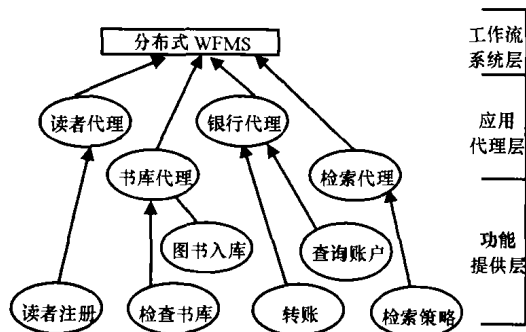 分布式 WFMS
工作流
系统层
读者代理
银行代理
应用
代理层
书库代理
检索代理
图书入库
查询账户
功能
提供层
读者注册
检查书库
转账
检索策略